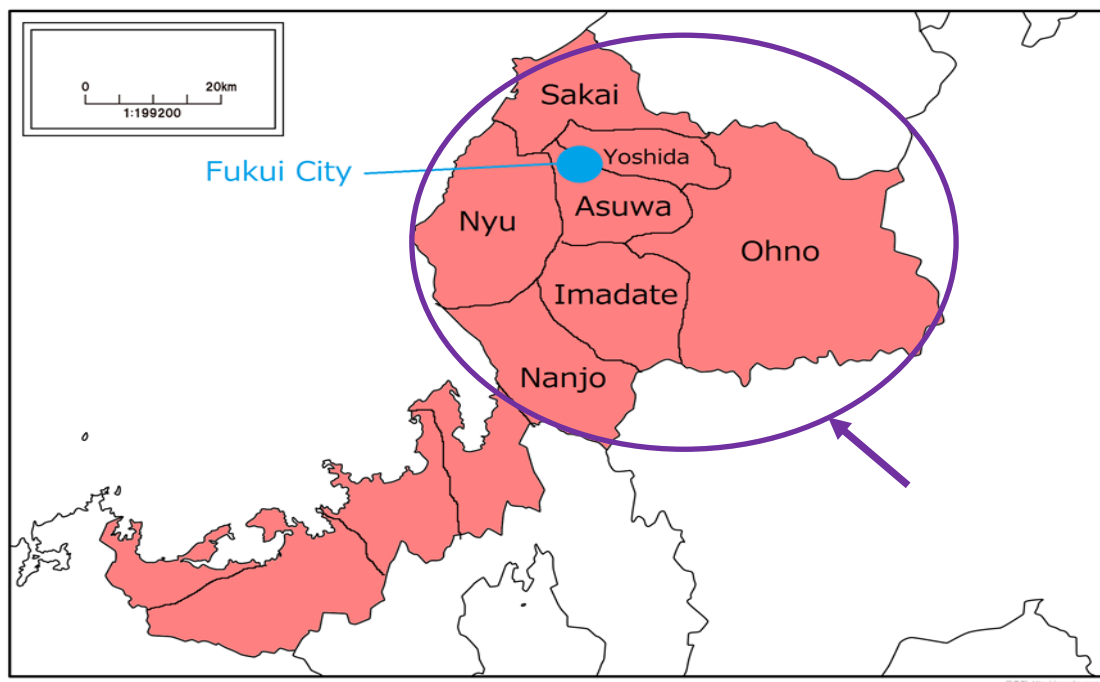 0 20km
1:199200
Sakai
Yoshida
Fukui City
Asuwa
Nyu
Ohno
Imadate
Nanjo